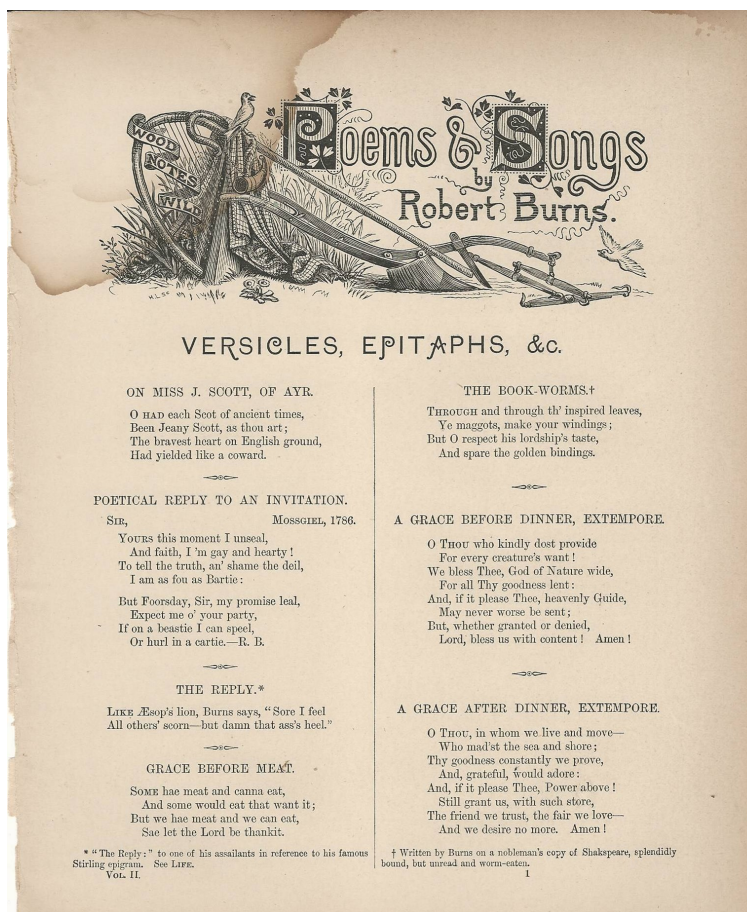 WOOD
NOTES
WILD
Poems & Songs
by
Robert Burns.
VERSICLES, EPITAPHS, &c.
ON MISS J. SCOTT, OF AYR.
O HAD each Scot of ancient times,
Been Jeany Scott, as thou art;
The bravest heart on English ground,
Had yielded like a coward.
POETICAL REPLY TO AN INVITATION.
SIR, MOSSGIEL, 1786.
YOURS this moment I unseal,
And faith, I'm gay and hearty!
To tell the truth, an' shame the deil,
I am as fou as Bartie:
But Foorsday, Sir, my promise leal,
Expect me o' your party,
If on a beastie I can speel,
Or hurl in a cartie.—R. B.
THE REPLY.*
LIKE Æsop's lion, Burns says, "Sore I feel
All others' scorn—but damn that ass's heel."
GRACE BEFORE MEAT.
SOME hae meat and canna eat,
And some would eat that want it;
But we hae meat and we can eat,
Sae let the Lord be thankit.
* "The Reply:" to one of his assailants in reference to his famous
Stirling epigram. See LIFE.
VOL. II.
THE BOOK-WORMS.†
THROUGH and through th' inspired leaves,
Ye maggots, make your windings;
But O respect his lordship's taste,
And spare the golden bindings.
A GRACE BEFORE DINNER, EXTEMPORE.
O THOU who kindly dost provide
For every creature's want!
We bless Thee, God of Nature wide,
For all Thy goodness lent:
And, if it please Thee, heavenly Guide,
May never worse be sent;
But, whether granted or denied,
Lord, bless us with content! Amen!
A GRACE AFTER DINNER, EXTEMPORE.
O THOU, in whom we live and move—
Who mad'st the sea and shore;
Thy goodness constantly we prove,
And, grateful, would adore:
And, if it please Thee, Power above!
Still grant us, with such store,
The friend we trust, the fair we love—
And we desire no more. Amen!
† Written by Burns on a nobleman's copy of Shakspeare, splendidly
bound, but unread and worm-eaten.
1